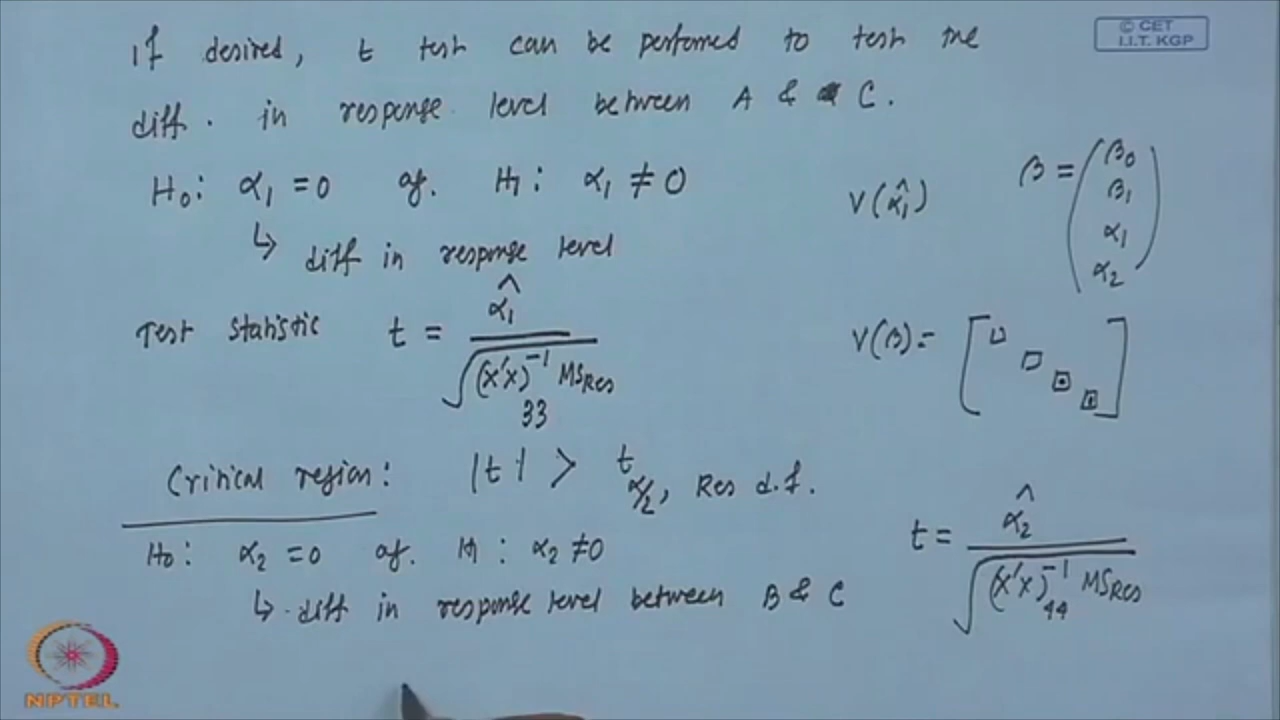 If desired, t test can be performed to test the
diff. in response level between A & C.
© CET
I.I.T. KGP
H₀: α₁ = 0 ag. H₁: α₁ ≠ 0
↳ diff in response level
V(α̂₁)
β = (β₀
β₁
α₁
α₂)
Test Statistic t = α̂₁ / √((X'X)⁻¹₃₃ MSRes)
V(β) = [ ]
Critical region: |t| > t α/2, Res d.f.
H₀: α₂ = 0 ag. H₁: α₂ ≠ 0
↳ diff in response level between B & C
t = α̂₂ / √((X'X)⁻¹₄₄ MSRes)
NPTEL